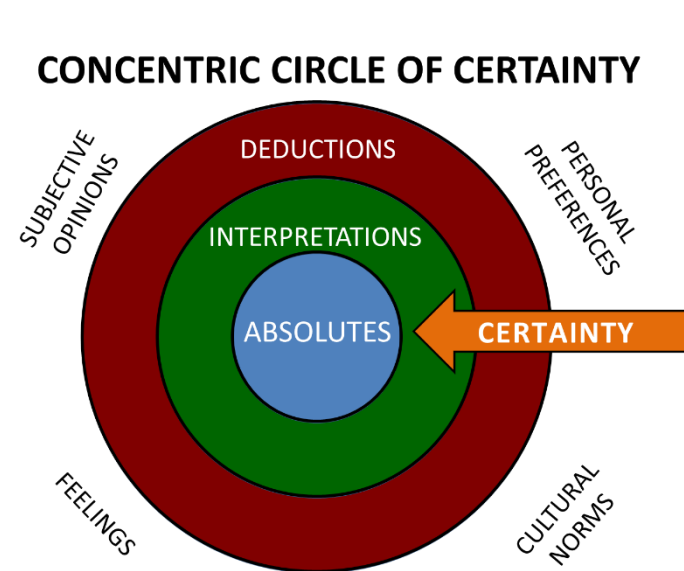 CONCENTRIC CIRCLE OF CERTAINTY
SUBJECTIVE
OPINIONS
DEDUCTIONS
PERSONAL
PREFERENCES
INTERPRETATIONS
ABSOLUTES
CERTAINTY
FEELINGS
CULTURAL
NORMS